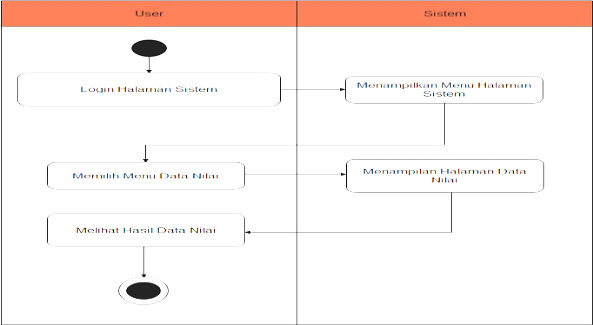 User
Sistem
Login Halaman Sistem
Menampilkan Menu Halaman
Sistem
Memilih Menu Data Nilai
Menampilan Halaman Data
Nilai
Melihat Hasil Data Nilai